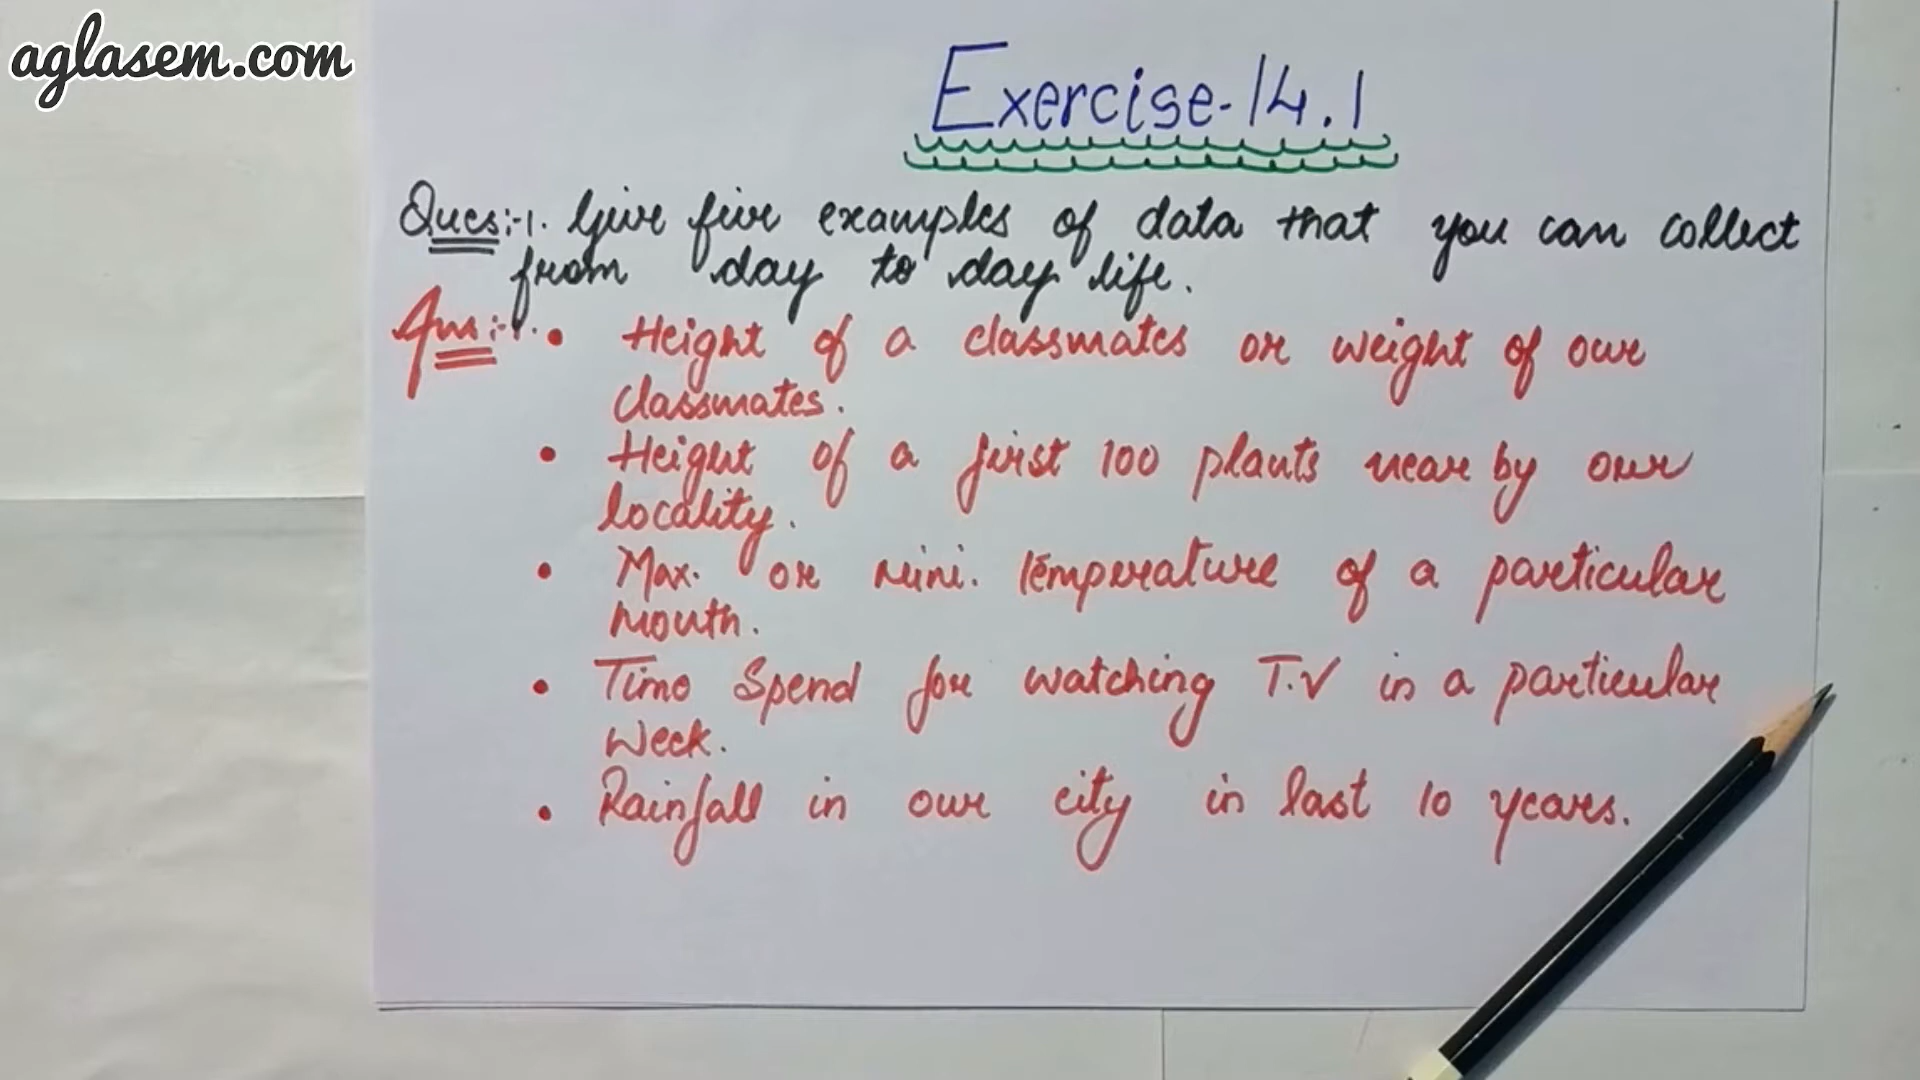 aglasem.com
Exercise-14.1
Ques:-1. Give five examples of data that you can collect
from day to day life.
Ans:-1. • Height of a classmates or weight of our
classmates.
• Height of a first 100 plants near by our
locality.
• Max. or mini. temperature of a particular
month.
• Time Spend for watching T.V in a particular
week.
• Rainfall in our city in last 10 years.